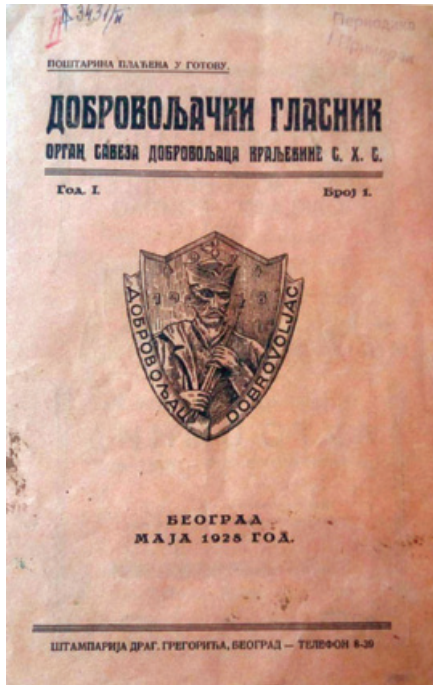 ПОШТАРИНА ПЛАЋЕНА У ГОТОВУ.
ДОБРОВОЉАЧКИ ГЛАСНИК
ОРГАН САВЕЗА ДОБРОВОЉАЦА КРАЉЕВИНЕ С. Х. С.
Год. I.
Број 1.
ДОБРОВОЉАЦ
DOBROVOLJAC
БЕОГРАД
МАЈА 1928 ГОД.
ШТАМПАРИЈА ДРАГ. ГРЕГОРИЋА, БЕОГРАД — ТЕЛЕФОН 8-39